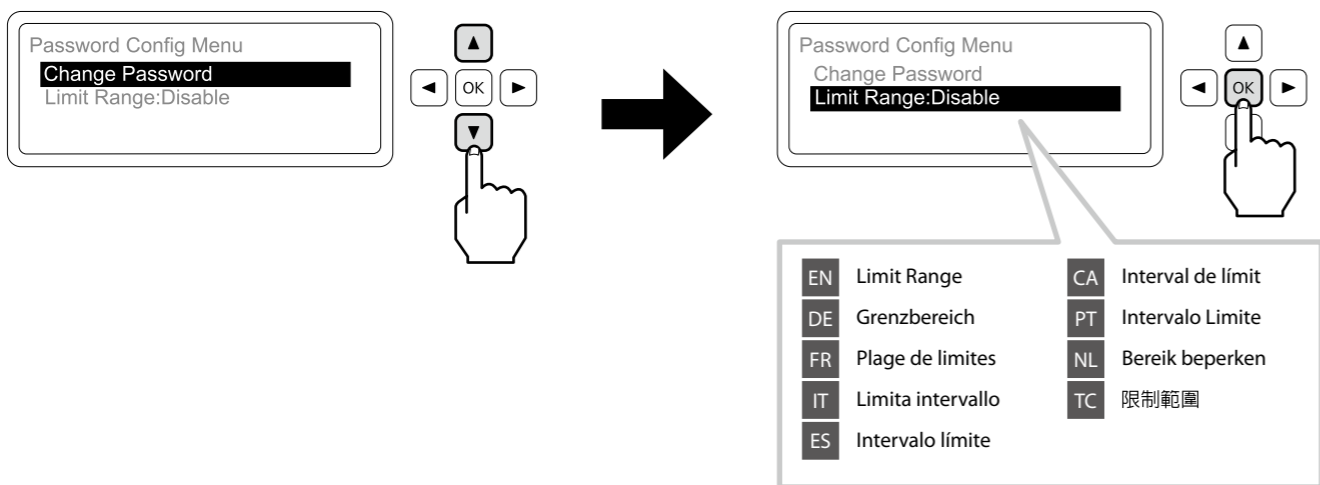 Password Config Menu
Change Password
Limit Range:Disable
OK
Password Config Menu
Change Password
Limit Range:Disable
OK
EN Limit Range
DE Grenzbereich
FR Plage de limites
IT Limita intervallo
ES Intervalo límite
CA Interval de límit
PT Intervalo Limite
NL Bereik beperken
TC 限制範圍